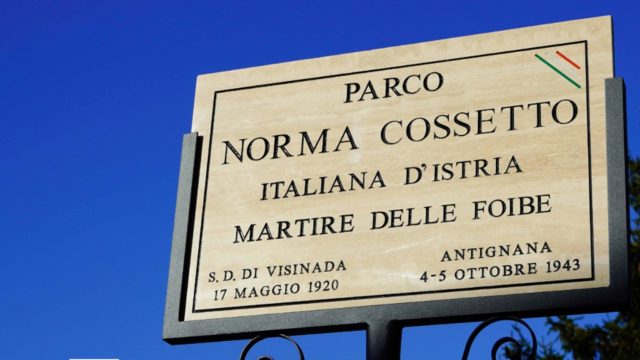 PARCO
NORMA COSSETTO
ITALIANA D'ISTRIA
MARTIRE DELLE FOIBE
S. D. DI VISINADA
17 MAGGIO 1920
ANTIGNANA
4-5 OTTOBRE 1943